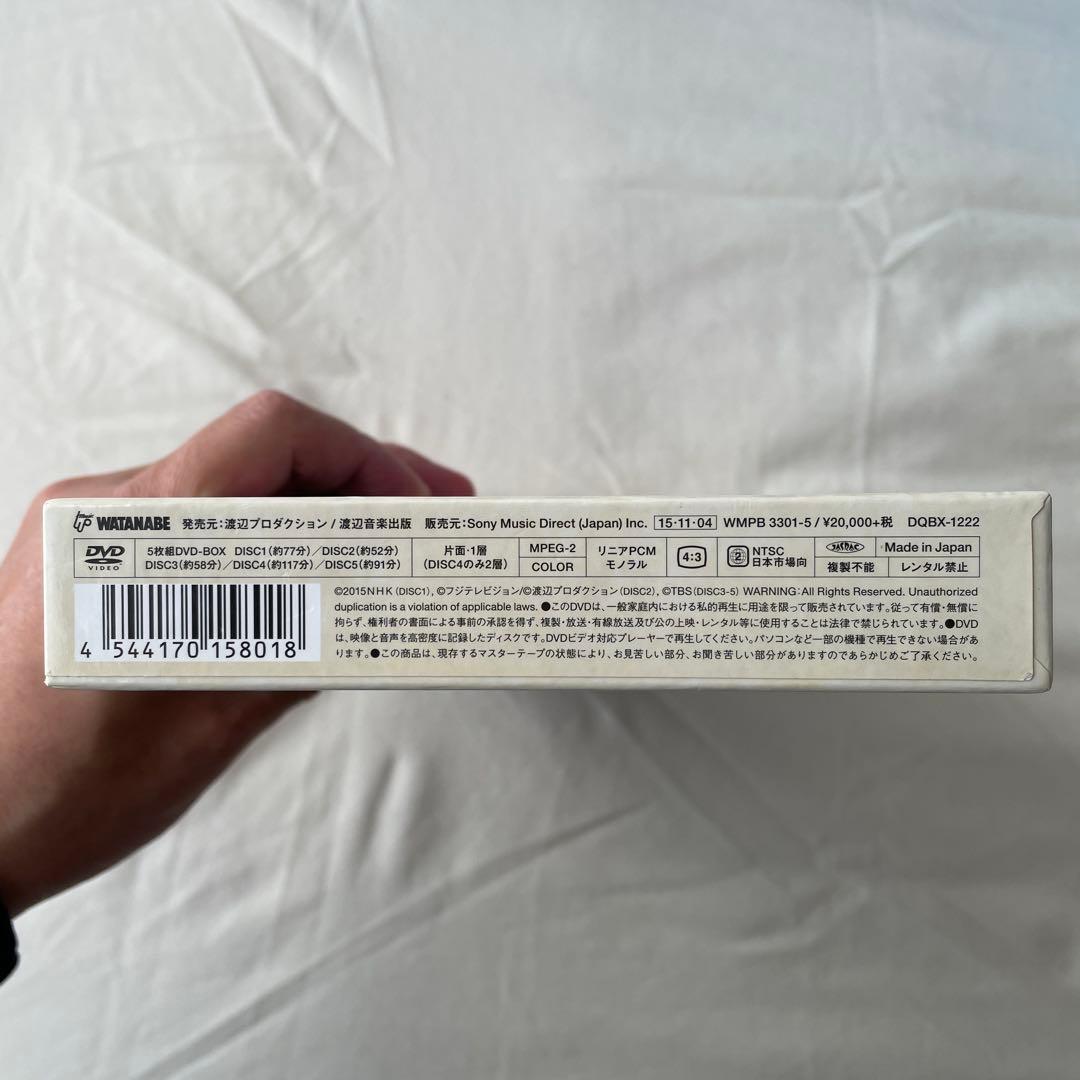 WATANABE 発売元:渡辺プロダクション / 渡辺音楽出版 販売元:Sony Music Direct (Japan) Inc. 15・11・04 WMPB 3301-5 / ¥20,000+税 DQBX-1222
DVD VIDEO
5枚組DVD-BOX DISC1(約77分)/DISC2(約52分)
DISC3(約58分)/DISC4(約117分)/DISC5(約91分)
片面・1層
(DISC4のみ2層)
MPEG-2
COLOR
リニアPCM
モノラル
4:3
2 NTSC
日本市場向
JASRAC
複製不能
Made in Japan
レンタル禁止
4 544170 158018
©2015NHK(DISC1), ©フジテレビジョン/©渡辺プロダクション(DISC2), ©TBS(DISC3-5) WARNING: All Rights Reserved. Unauthorized
duplication is a violation of applicable laws. ●このDVDは、一般家庭内における私的再生に用途を限って販売されています。従って有償・無償に
拘らず、権利者の書面による事前の承認を得ず、複製・放送・有線放送及び公の上映・レンタル等に使用することは法律で禁じられています。●DVD
は、映像と音声を高密度に記録したディスクです。DVDビデオ対応プレーヤーで再生してください。パソコンなど一部の機種で再生できない場合があ
ります。●この商品は、現存するマスターテープの状態により、お見苦しい部分、お聞き苦しい部分がありますのであらかじめご了承ください。